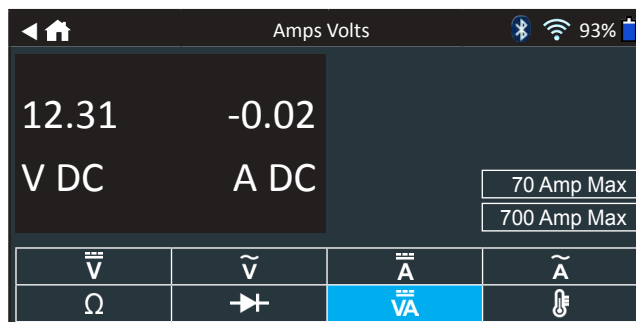 Amps Volts 93%
12.31 -0.02
V DC A DC
70 Amp Max
700 Amp Max
V V A A
Ω VA